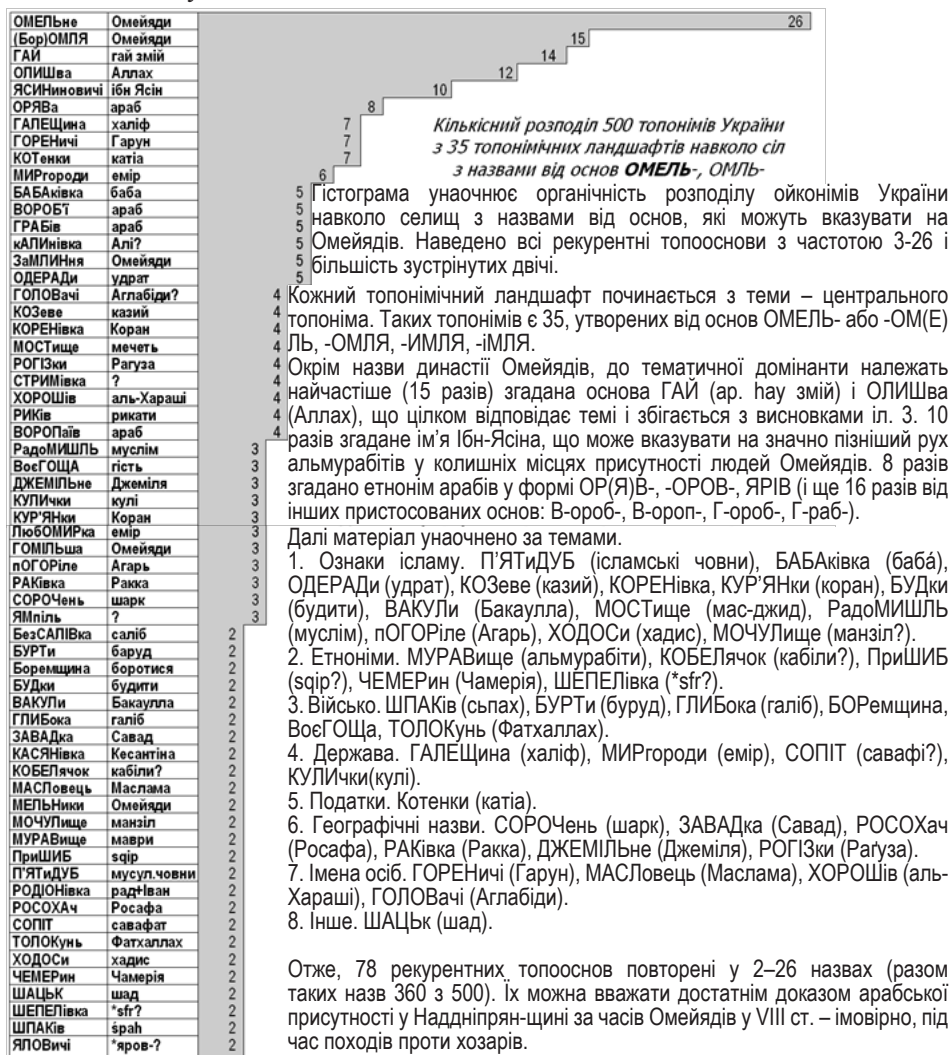 ОМЕЛЬне Омейяди 26
(Бор)ОМЛЯ Омейяди 15
ГАЙ гай змій 14
ОЛИШва Аллах 12
ЯСИНиновичі ібн Ясін 10
ОРЯВа араб 8
ГАЛЕЩина халіф 7
ГОРЕНичі Гарун 7
КОТенки катіа 7
МИРгороди емір 6
БАБАківка баба 5
ВОРОБ'ї араб 5
ГРАБів араб 5
кАЛИнівка Алі? 5
ЗаМЛИНня Омейяди 5
ОДЕРАДи удрат 5
ГОЛОВачі Аглабіди? 4
КОЗеве казий 4
КОРЕНівка Коран 4
МОСТище мечеть 4
РОГІЗки Рагуза 4
СТРИМівка ? 4
ХОРОШів аль-Хараші 4
РИКів рикати 4
ВОРОПаїв араб 4
РадоМИШЛЬ муслім 3
ВоєГОЩА гість 3
ДЖЕМІЛЬне Джеміля 3
КУЛИчки кулі 3
КУР'ЯНки Коран 3
ЛюбОМИРка емір 3
ГОМІЛЬша Омейяди 3
пОГОРіле Агарь 3
РАКівка Ракка 3
СОРОЧень шарк 3
ЯМпіль ? 3
БезСАЛІВка саліб 2
БУРТи баруд 2
Боремщина боротися 2
БУДки будити 2
ВАКУЛи Бакаулла 2
ГЛИБока галіб 2
ЗАВАДка Савад 2
КАСЯНівка Кесантіна 2
КОБЕЛячок кабіли? 2
МАСЛовець Маслама 2
МЕЛЬНики Омейяди 2
МОЧУЛище манзіл 2
МУРАВище маври 2
ПриШИБ sqip 2
П'ЯТиДУБ мусул.човни 2
РОДІОНівка рад+Іван 2
РОСОХАч Росафа 2
СОПІТ савафат 2
ТОЛОКунь Фатхаллах 2
ХОДОСи хадис 2
ЧЕМЕРин Чамерія 2
ШАЦЬК шад 2
ШЕПЕЛівка *sfr? 2
ШПАКів śpah 2
ЯЛОВичі *яров-? 2
Кількісний розподіл 500 топонімів України
з 35 топонімічних ландшафтів навколо сіл
з назвами від основ ОМЕЛЬ-, ОМЛЬ-
Гістограма унаочнює органічність розподілу ойконімів України
навколо селищ з назвами від основ, які можуть вказувати на
Омейядів. Наведено всі рекурентні топооснови з частотою 3-26 і
більшість зустрінутих двічі.
Кожний топонімічний ландшафт починається з теми – центрального
топоніма. Таких топонімів є 35, утворених від основ ОМЕЛЬ- або -ОМ(Е)
ЛЬ, -ОМЛЯ, -ИМЛЯ, -іМЛЯ.
Окрім назви династії Омейядів, до тематичної домінанти належать
найчастіше (15 разів) згадана основа ГАЙ (ар. hay змій) і ОЛИШва
(Аллах), що цілком відповідає темі і збігається з висновками іл. 3. 10
разів згадане ім’я Ібн-Ясіна, що може вказувати на значно пізніший рух
альмурабітів у колишніх місцях присутності людей Омейядів. 8 разів
згадано етнонім арабів у формі ОР(Я)В-, -ОРОВ-, ЯРІВ (і ще 16 разів від
інших пристосованих основ: В-ороб-, В-ороп-, Г-ороб-, Г-раб-).
Далі матеріал унаочнено за темами.
1. Ознаки ісламу. П’ЯТиДУБ (ісламські човни), БАБАківка (бабá),
ОДЕРАДи (удрат), КОЗеве (казий), КОРЕНівка, КУР’ЯНки (коран), БУДки
(будити), ВАКУЛи (Бакаулла), МОСТище (мас-джид), РадоМИШЛЬ
(муслім), пОГОРіле (Агарь), ХОДОСи (хадис), МОЧУЛище (манзіл?).
2. Етноніми. МУРАВище (альмурабіти), КОБЕЛячок (кабіли?), ПриШИБ
(sqip?), ЧЕМЕРин (Чамерія), ШЕПЕЛівка (*sfr?).
3. Військо. ШПАКів (сьпах), БУРТи (буруд), ГЛИБока (галіб), БОРемщина,
ВоєГОЩа, ТОЛОКунь (Фатхаллах).
4. Держава. ГАЛЕЩина (халіф), МИРгороди (емір), СОПІТ (савафі?),
КУЛИчки(кулі).
5. Податки. Котенки (катіа).
6. Географічні назви. СОРОЧень (шарк), ЗАВАДка (Савад), РОСОХач
(Росафа), РАКівка (Ракка), ДЖЕМІЛЬне (Джеміля), РОГІЗки (Раґуза).
7. Імена осіб. ГОРЕНичі (Гарун), МАСЛовець (Маслама), ХОРОШів (аль-
Хараші), ГОЛОВачі (Аглабіди).
8. Інше. ШАЦЬк (шад).
Отже, 78 рекурентних топооснов повторені у 2–26 назвах (разом
таких назв 360 з 500). Їх можна вважати достатнім доказом арабської
присутності у Наддніпрян-щині за часів Омейядів у VIII ст. – імовірно, під
час походів проти хозарів.